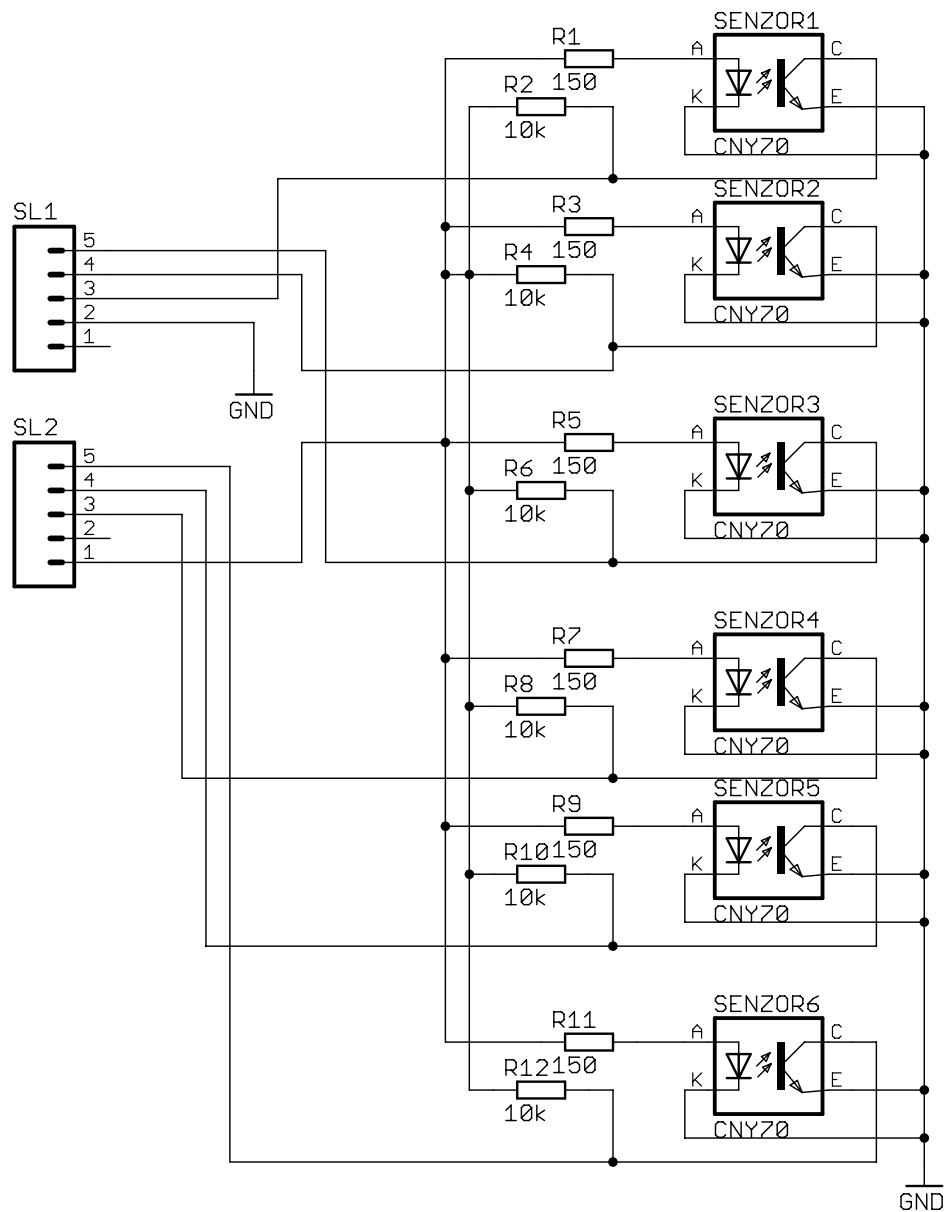 SENZOR1
R1
A
C
150
R2
K
E
10k
CNY70
SENZOR2
R3
A
C
150
R4
K
E
10k
CNY70
SL1
5
4
3
2
1
GND
SENZOR3
R5
A
C
150
R6
K
E
10k
CNY70
SL2
5
4
3
2
1
SENZOR4
R7
A
C
150
R8
K
E
10k
CNY70
SENZOR5
R9
A
C
150
R10
K
E
10k
CNY70
SENZOR6
R11
A
C
150
R12
K
E
10k
CNY70
GND